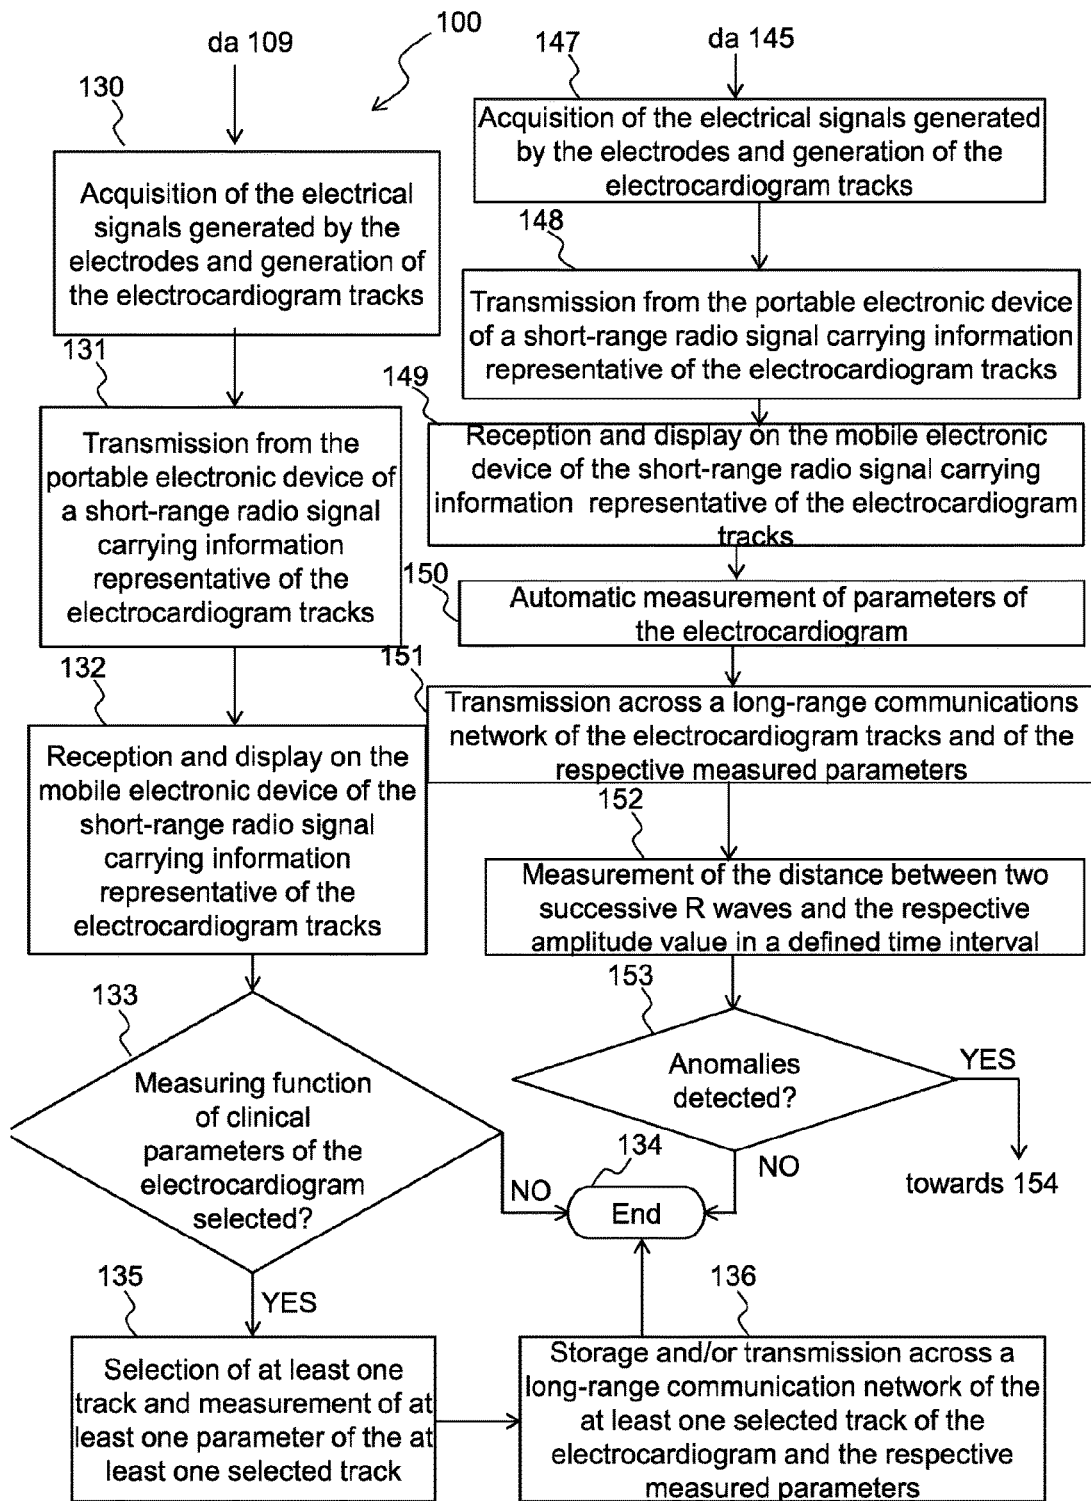 100
da 109
130
Acquisition of the electrical
signals generated by the
electrodes and generation of
the electrocardiogram tracks
131
Transmission from the
portable electronic device of
a short-range radio signal
carrying information
representative of the
electrocardiogram tracks
132
Reception and display on the
mobile electronic device of the
short-range radio signal
carrying information
representative of the
electrocardiogram tracks
133
Measuring function
of clinical
parameters of the
electrocardiogram
selected?
NO
YES
135
Selection of at least one
track and measurement of at
least one parameter of the at
least one selected track
136
Storage and/or transmission across a
long-range communication network of the
at least one selected track of the
electrocardiogram and the respective
measured parameters
134
End
147
da 145
Acquisition of the electrical signals generated
by the electrodes and generation of the
electrocardiogram tracks
148
Transmission from the portable electronic device
of a short-range radio signal carrying information
representative of the electrocardiogram tracks
149
Reception and display on the mobile electronic
device of the short-range radio signal carrying
information representative of the electrocardiogram
tracks
150
Automatic measurement of parameters of
the electrocardiogram
151
Transmission across a long-range communications
network of the electrocardiogram tracks and of the
respective measured parameters
152
Measurement of the distance between two
successive R waves and the respective
amplitude value in a defined time interval
153
Anomalies
detected?
YES
NO
towards 154